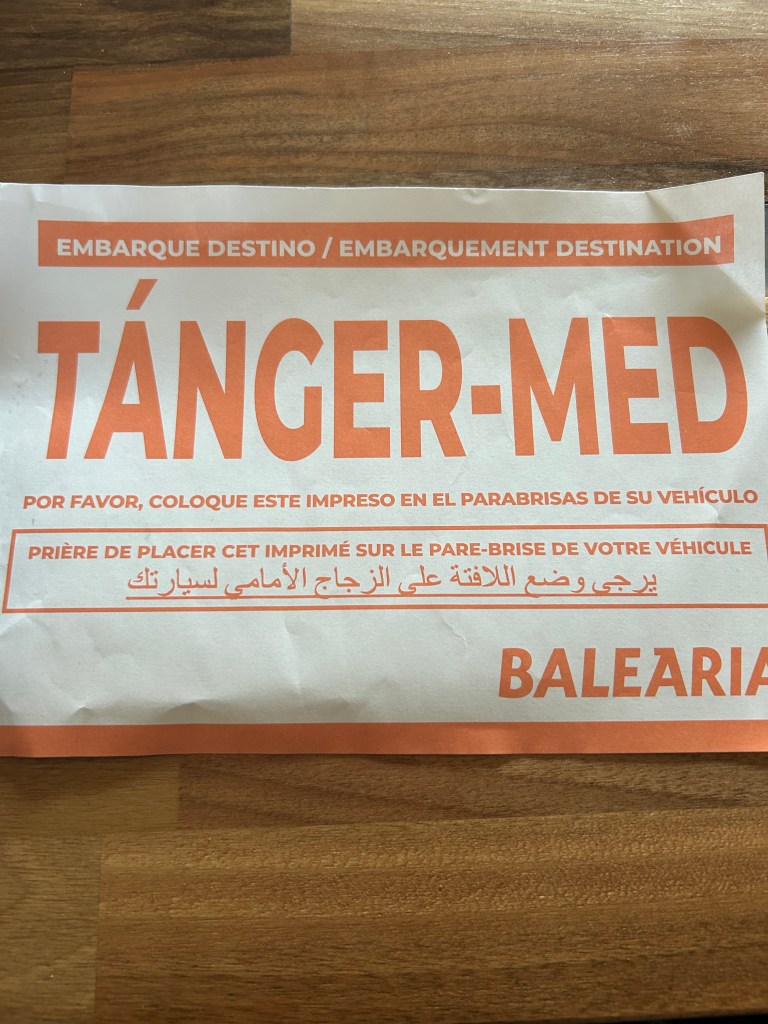 EMBARQUE DESTINO / EMBARQUEMENT DESTINATION
TÁNGER-MED
POR FAVOR, COLOQUE ESTE IMPRESO EN EL PARABRISAS DE SU VEHÍCULO
PRIÈRE DE PLACER CET IMPRIMÉ SUR LE PARE-BRISE DE VOTRE VÉHICULE
يرجى وضع اللافتة على الزجاج الأمامي لسيارتك
BALEARIA